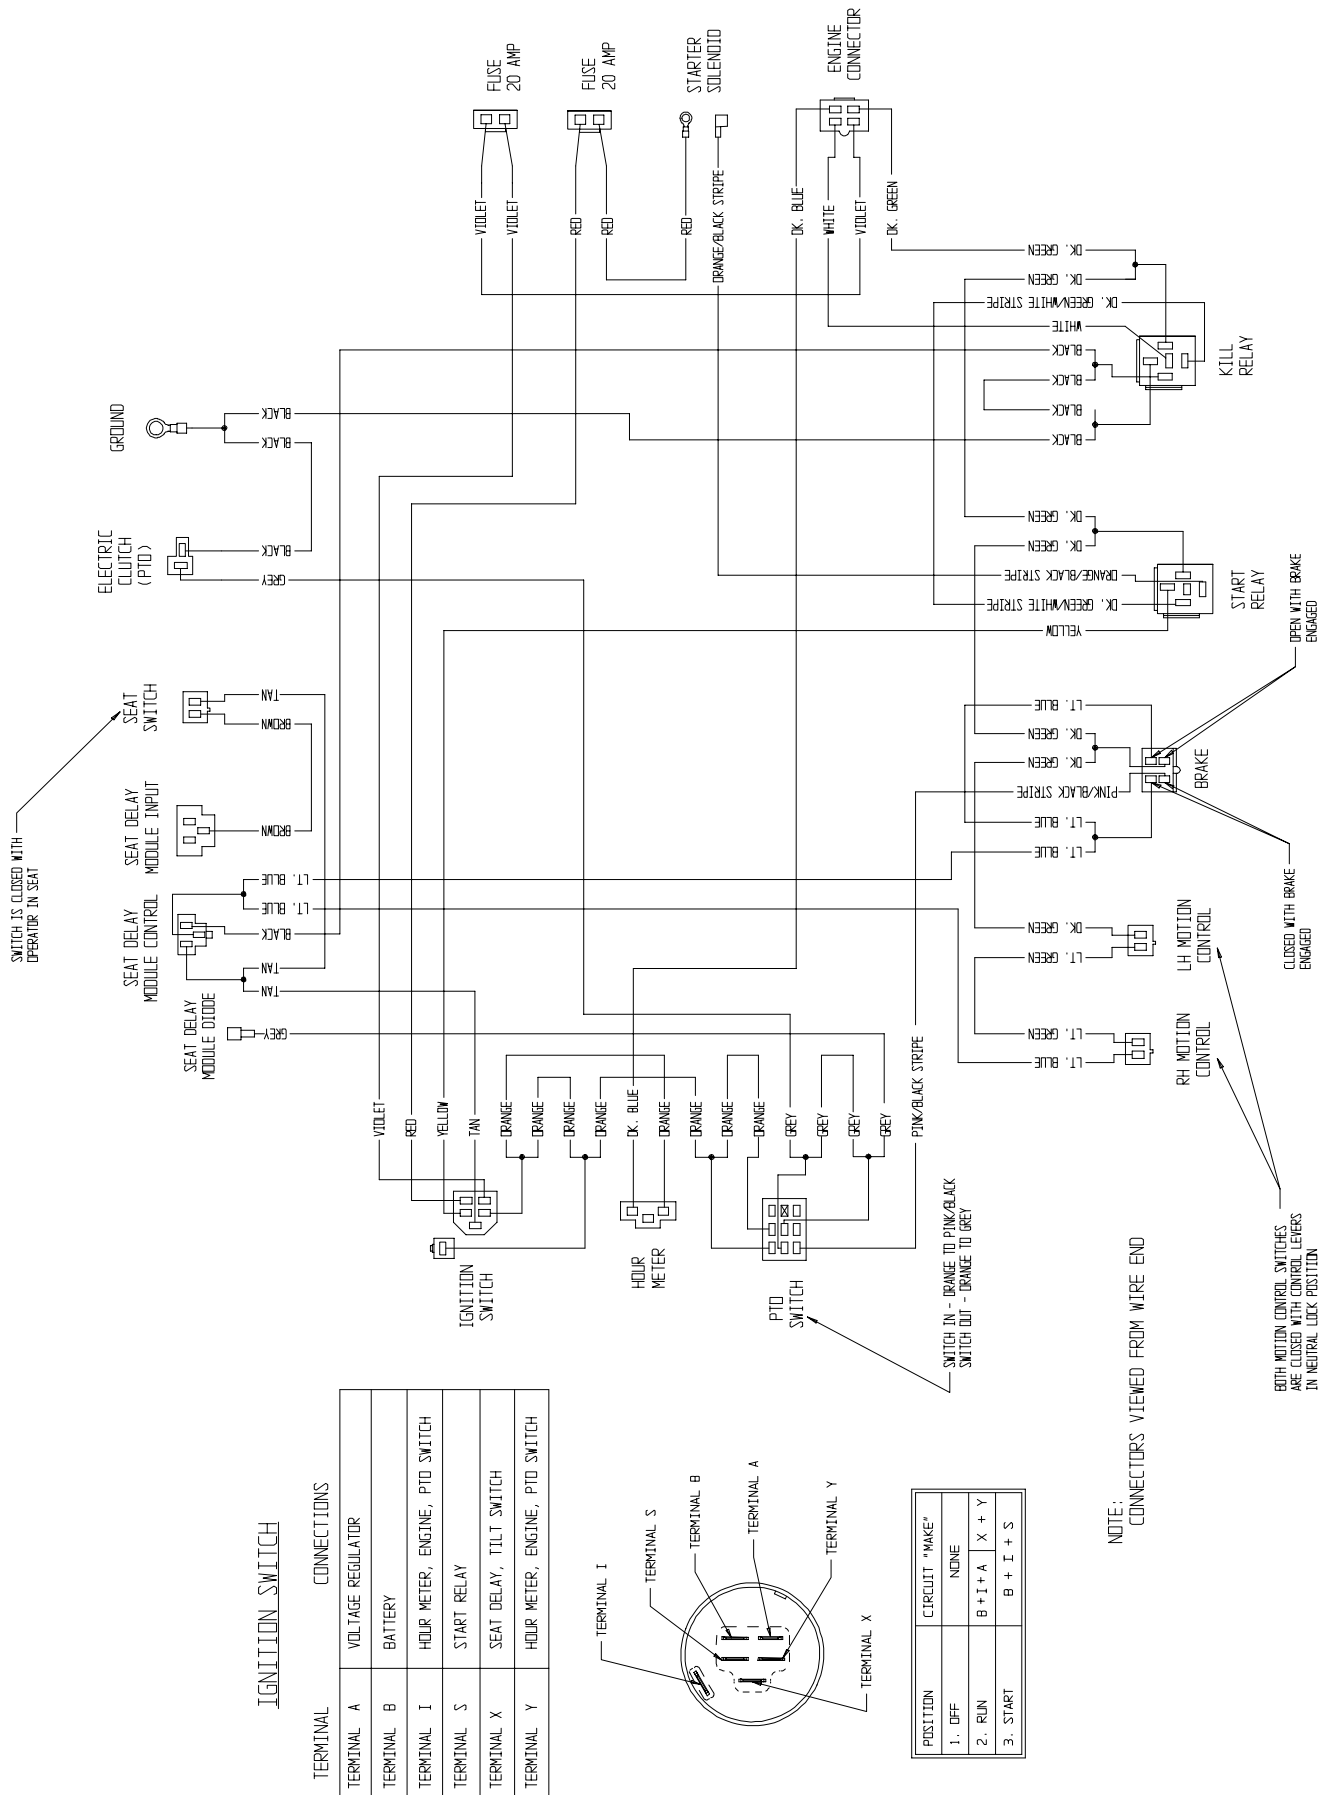 FUSE
20 AMP
FUSE
20 AMP
STARTER
SOLENOID
ENGINE
CONNECTOR
VIOLET
VIOLET
RED
RED
RED
ORANGE/BLACK STRIPE
DK. BLUE
WHITE
VIOLET
DK. GREEN
DK. GREEN
DK. GREEN
DK. GREEN/WHITE STRIPE
WHITE
BLACK
BLACK
BLACK
BLACK
KILL
RELAY
GROUND
BLACK
BLACK
ELECTRIC
CLUTCH
(PTO)
BLACK
GREY
DK. GREEN
DK. GREEN
ORANGE/BLACK STRIPE
DK. GREEN/WHITE STRIPE
YELLOW
START
RELAY
OPEN WITH BRAKE
ENGAGED
SEAT
SWITCH
TAN
BROWN
SWITCH IS CLOSED WITH
OPERATOR IN SEAT
SEAT DELAY
MODULE INPUT
BROWN
LT. BLUE
DK. GREEN
DK. GREEN
PINK/BLACK STRIPE
LT. BLUE
LT. BLUE
BRAKE
CLOSED WITH BRAKE
ENGAGED
SEAT DELAY
MODULE CONTROL
LT. BLUE
LT. BLUE
BLACK
TAN
TAN
SEAT DELAY
MODULE DIODE
GREY
DK. GREEN
LT. GREEN
LH MOTION
CONTROL
LT. GREEN
LT. BLUE
RH MOTION
CONTROL
VIOLET
RED
YELLOW
TAN
ORANGE
ORANGE
ORANGE
ORANGE
DK. BLUE
ORANGE
ORANGE
ORANGE
ORANGE
GREY
GREY
GREY
GREY
PINK/BLACK STRIPE
IGNITION
SWITCH
HOUR
METER
PTO
SWITCH
SWITCH IN - ORANGE TO PINK/BLACK
SWITCH OUT - ORANGE TO GREY
BOTH MOTION CONTROL SWITCHES
ARE CLOSED WITH CONTROL LEVERS
IN NEUTRAL LOCK POSITION
NOTE:
CONNECTORS VIEWED FROM WIRE END
IGNITION SWITCH
TERMINAL CONNECTIONS
TERMINAL A VOLTAGE REGULATOR
TERMINAL B BATTERY
TERMINAL I HOUR METER, ENGINE, PTO SWITCH
TERMINAL S START RELAY
TERMINAL X SEAT DELAY, TILT SWITCH
TERMINAL Y HOUR METER, ENGINE, PTO SWITCH
TERMINAL I
TERMINAL S
TERMINAL B
TERMINAL A
TERMINAL Y
TERMINAL X
POSITION CIRCUIT "MAKE"
1. OFF NONE
2. RUN B+I+A X + Y
3. START B + I + S